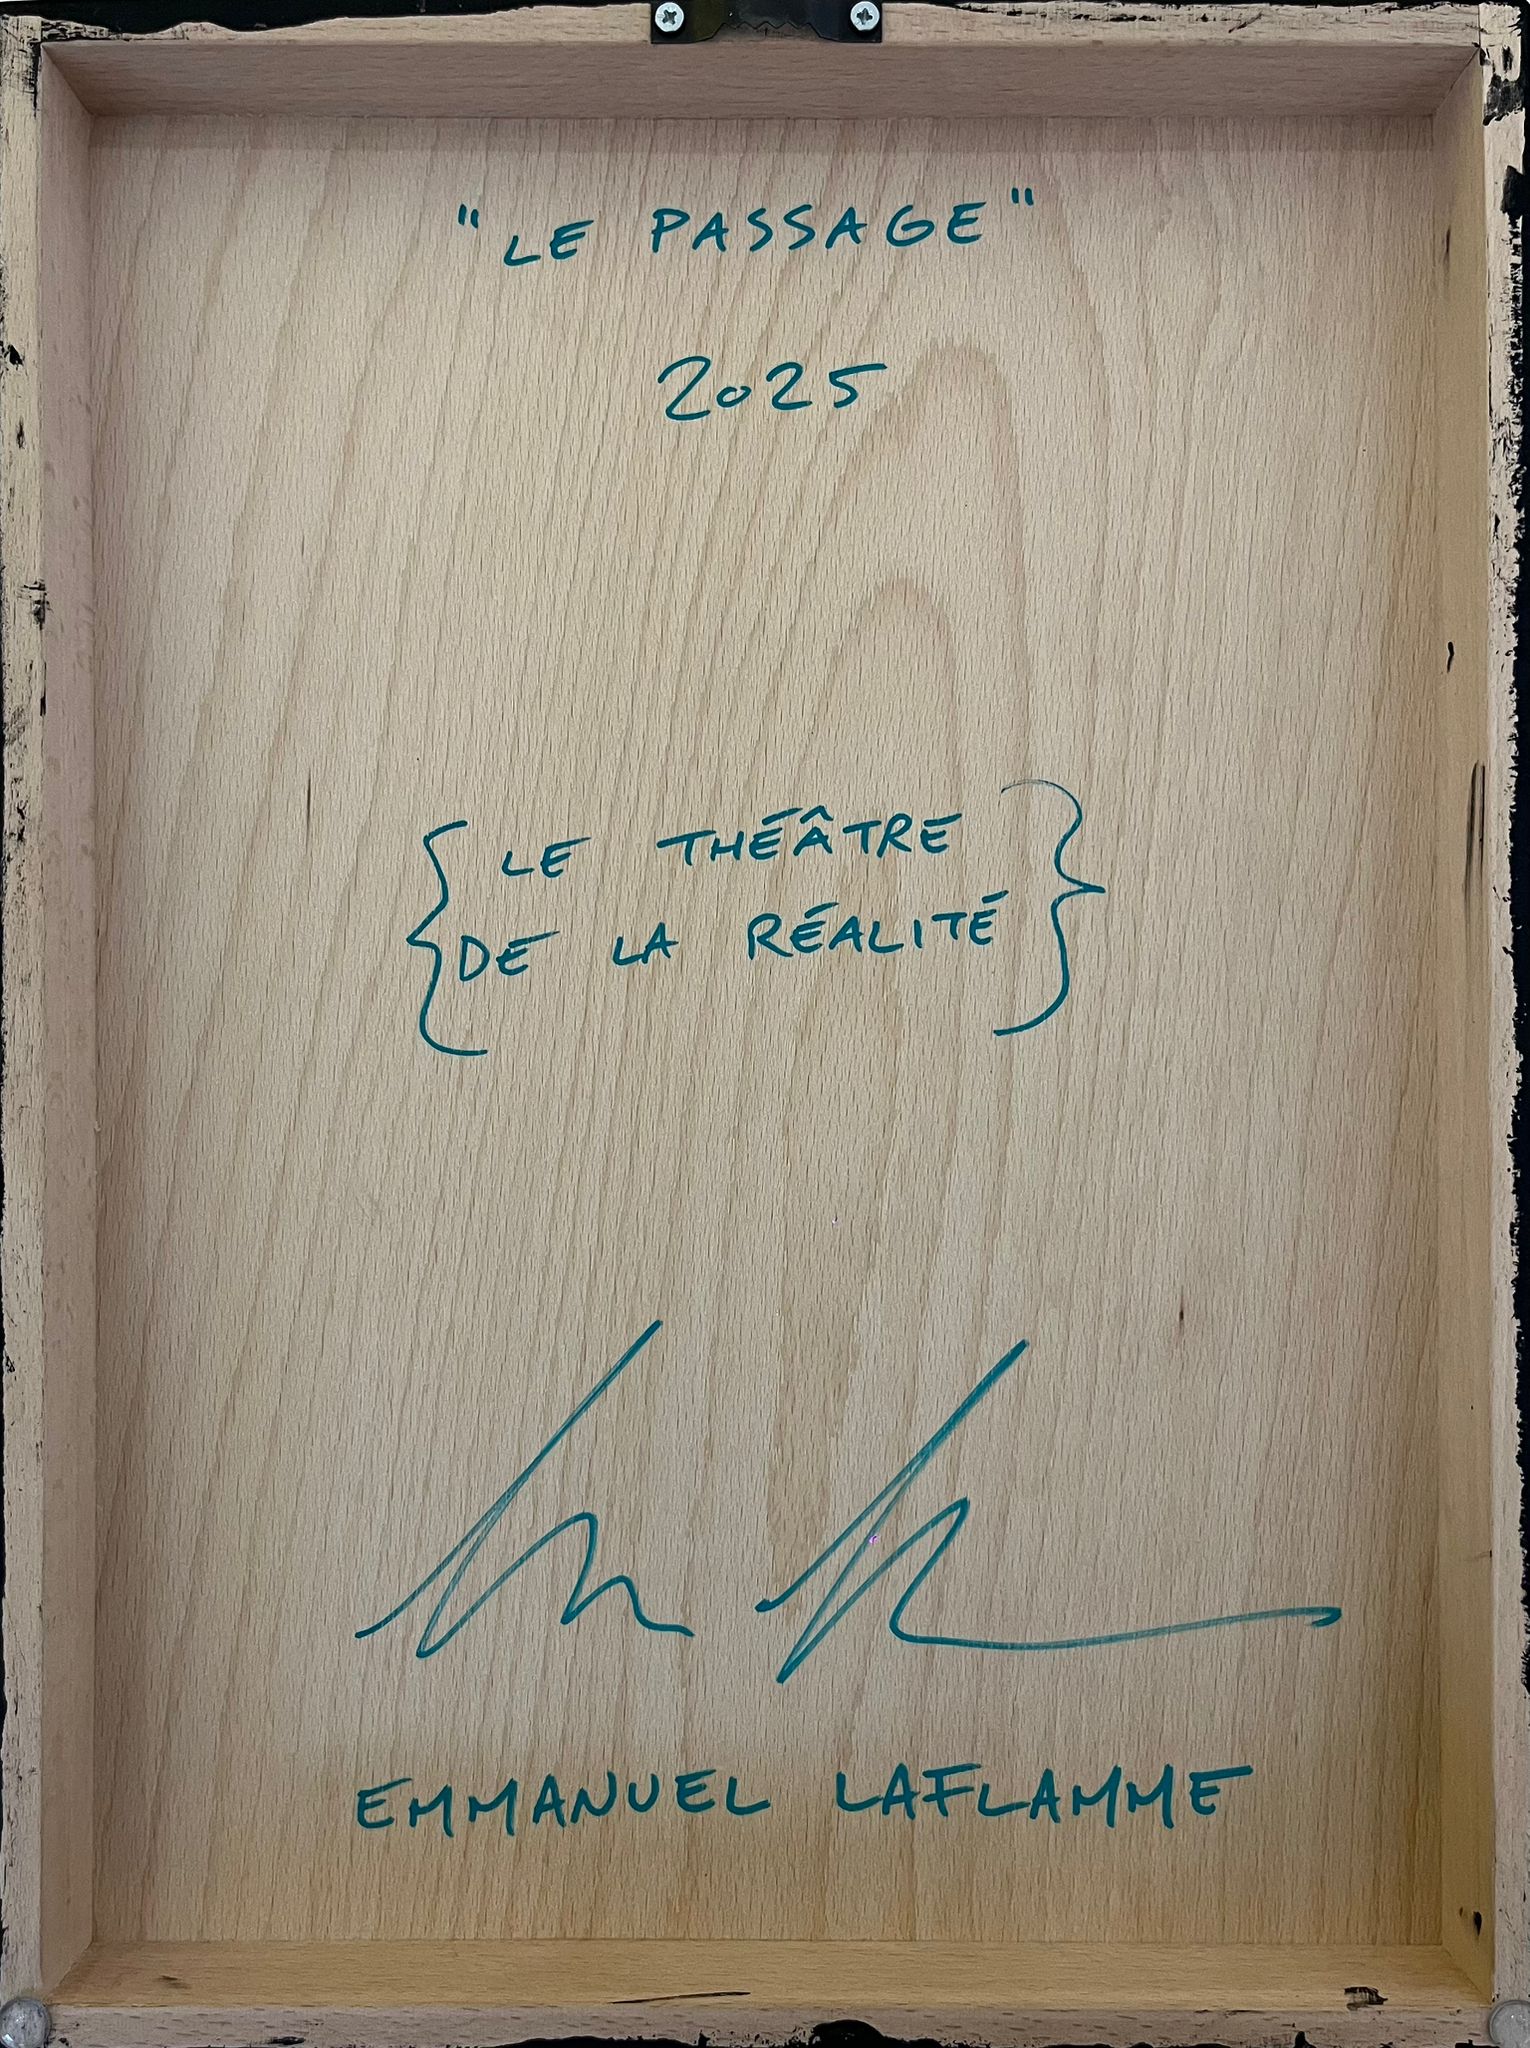 "LE PASSAGE"
2025
{LE THÉÂTRE
DE LA RÉALITÉ}
EMMANUEL LAFLAMME